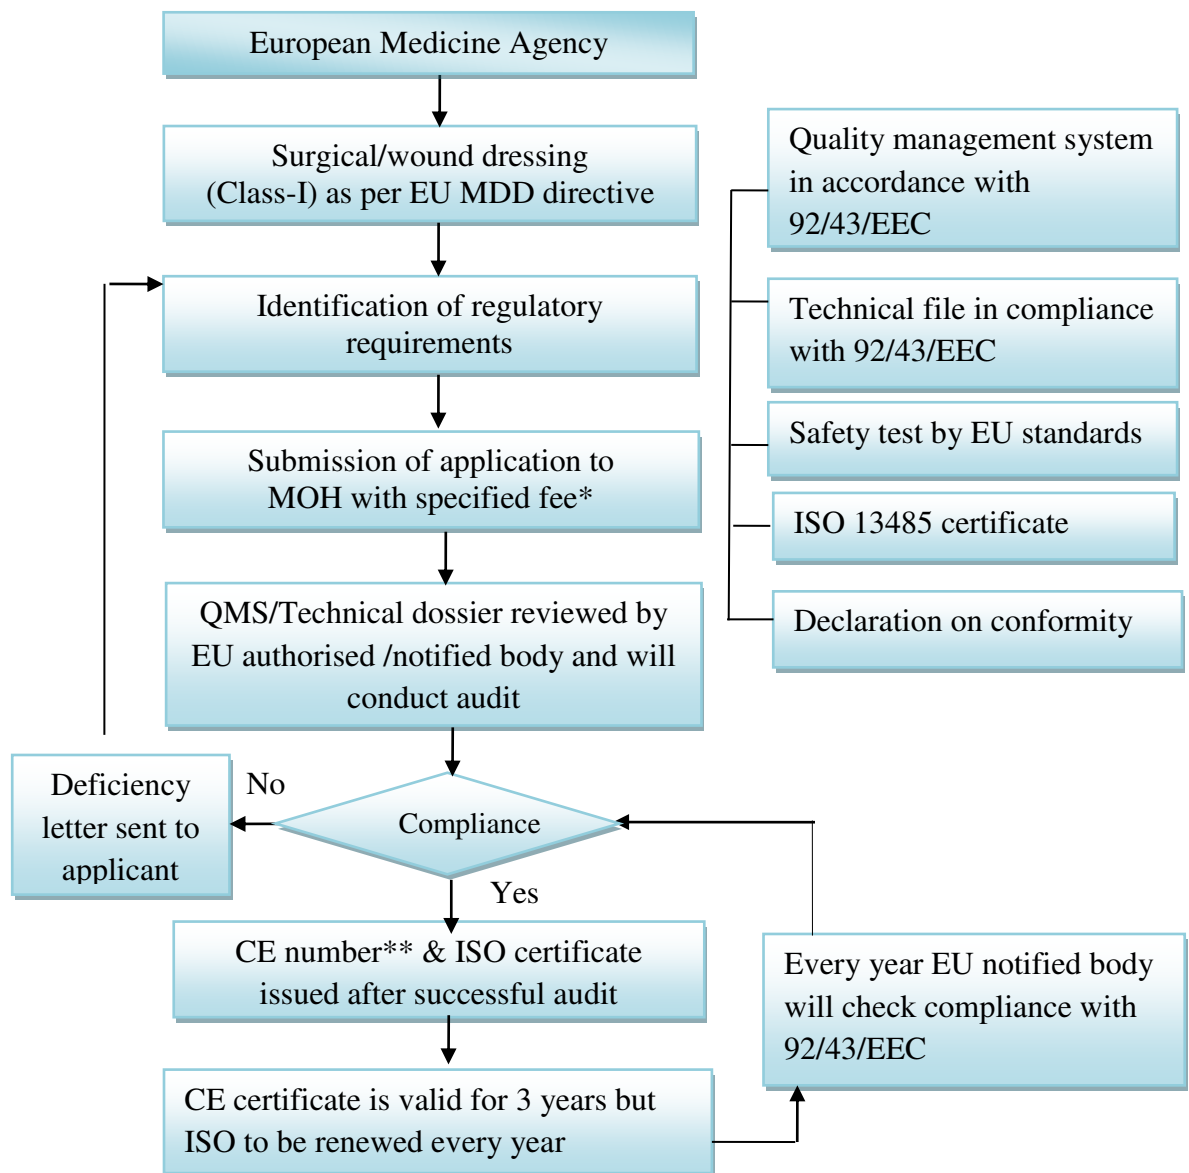 European Medicine Agency
Surgical/wound dressing
(Class-I) as per EU MDD directive
Identification of regulatory
requirements
Submission of application to
MOH with specified fee*
QMS/Technical dossier reviewed by
EU authorised /notified body and will
conduct audit
Compliance
No
Deficiency
letter sent to
applicant
Yes
CE number** & ISO certificate
issued after successful audit
CE certificate is valid for 3 years but
ISO to be renewed every year
Every year EU notified body
will check compliance with
92/43/EEC
Quality management system
in accordance with
92/43/EEC
Technical file in compliance
with 92/43/EEC
Safety test by EU standards
ISO 13485 certificate
Declaration on conformity